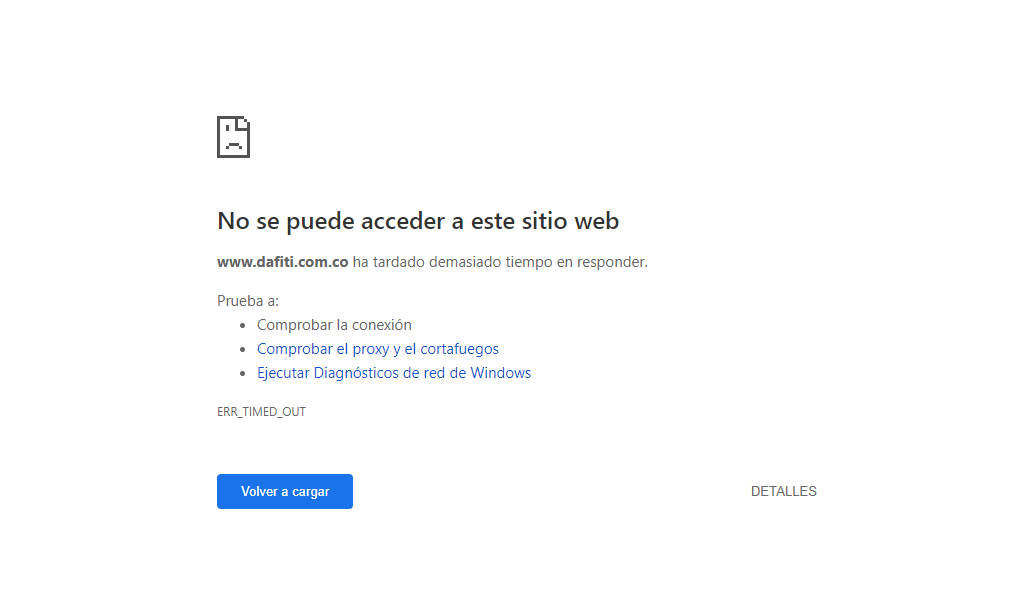 No se puede acceder a este sitio web
www.dafiti.com.co ha tardado demasiado tiempo en responder.
Prueba a:
Comprobar la conexión
Comprobar el proxy y el cortafuegos
Ejecutar Diagnósticos de red de Windows
ERR_TIMED_OUT
Volver a cargar
DETALLES